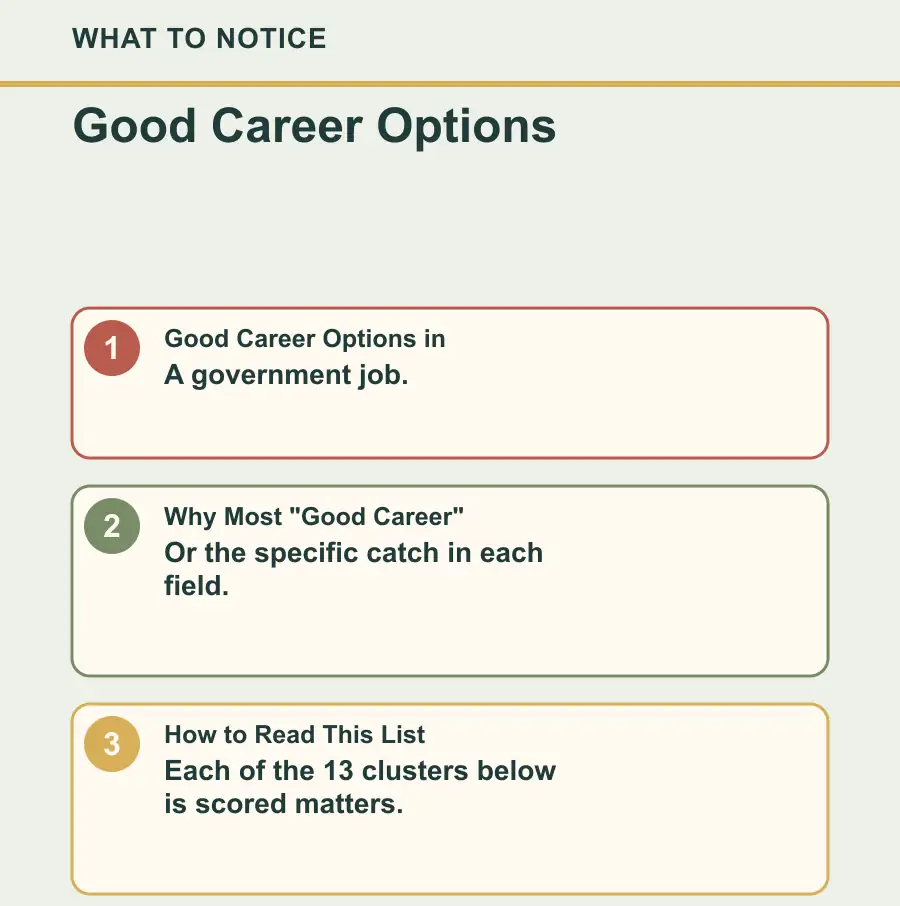 WHAT TO NOTICE
Good Career Options
1
Good Career Options in
A government job.
2
Why Most "Good Career"
Or the specific catch in each
field.
3
How to Read This List
Each of the 13 clusters below
is scored matters.